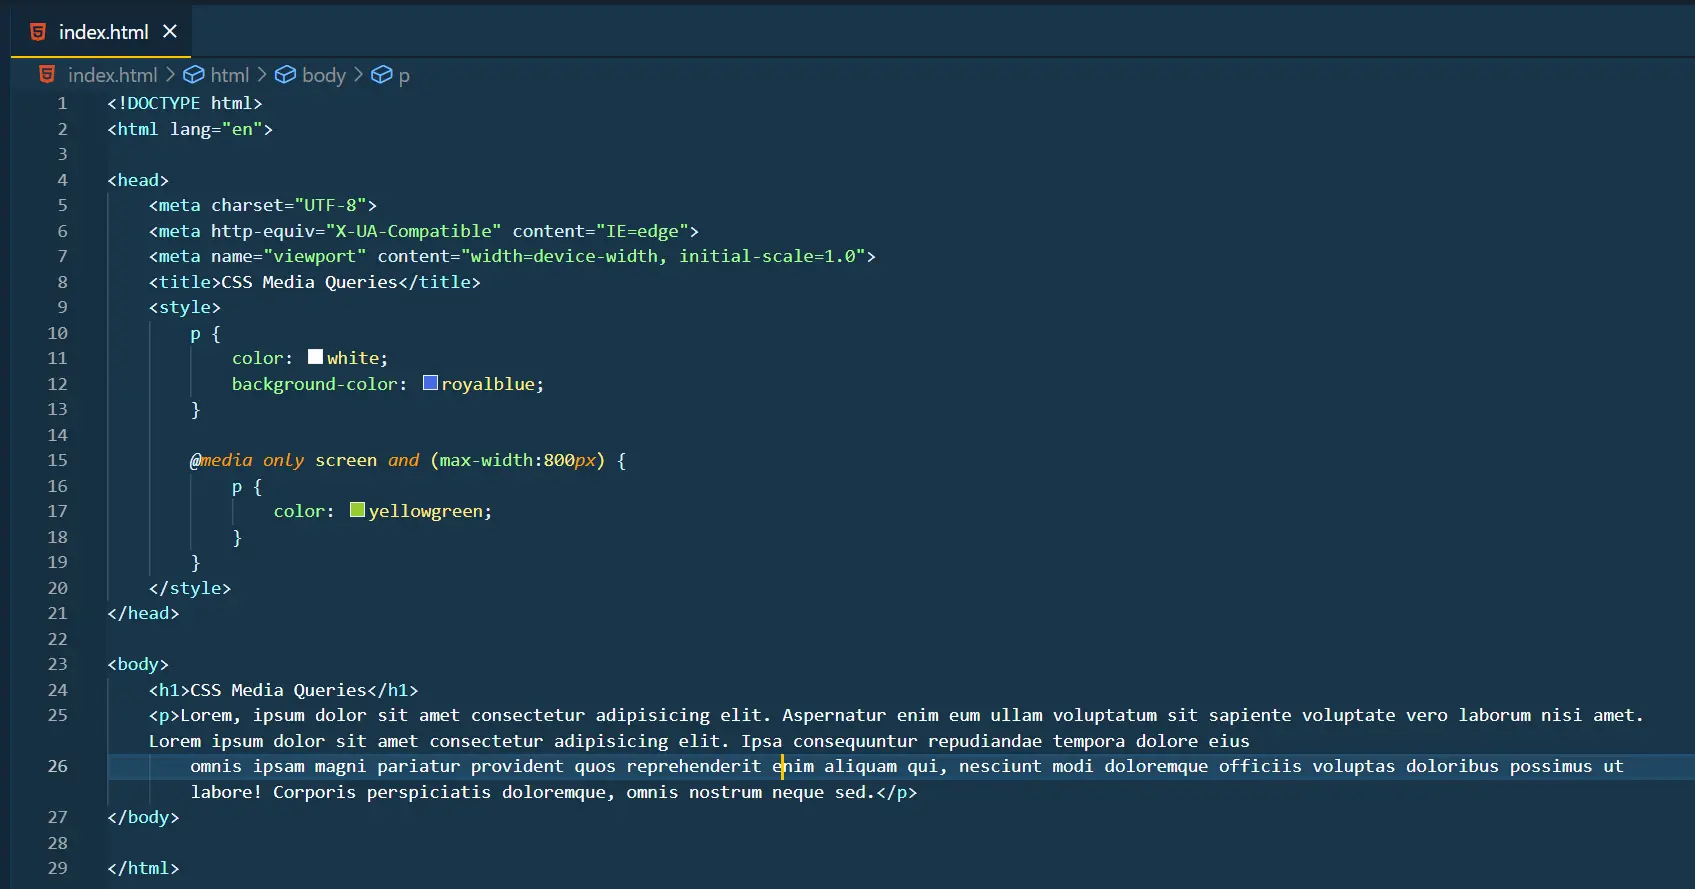 index.html
index.html > html > body > p
1 <!DOCTYPE html>
2 <html lang="en">
3
4 <head>
5 <meta charset="UTF-8">
6 <meta http-equiv="X-UA-Compatible" content="IE=edge">
7 <meta name="viewport" content="width=device-width, initial-scale=1.0">
8 <title>CSS Media Queries</title>
9 <style>
10 p {
11 color: white;
12 background-color: royalblue;
13 }
14
15 @media only screen and (max-width:800px) {
16 p {
17 color: yellowgreen;
18 }
19 }
20 </style>
21 </head>
22
23 <body>
24 <h1>CSS Media Queries</h1>
25 <p>Lorem, ipsum dolor sit amet consectetur adipisicing elit. Aspernatur enim eum ullam voluptatum sit sapiente voluptate vero laborum nisi amet.
Lorem ipsum dolor sit amet consectetur adipisicing elit. Ipsa consequuntur repudiandae tempora dolore eius
26 omnis ipsam magni pariatur provident quos reprehenderit enim aliquam qui, nesciunt modi doloremque officiis voluptas doloribus possimus ut
labore! Corporis perspiciatis doloremque, omnis nostrum neque sed.</p>
27 </body>
28
29 </html>